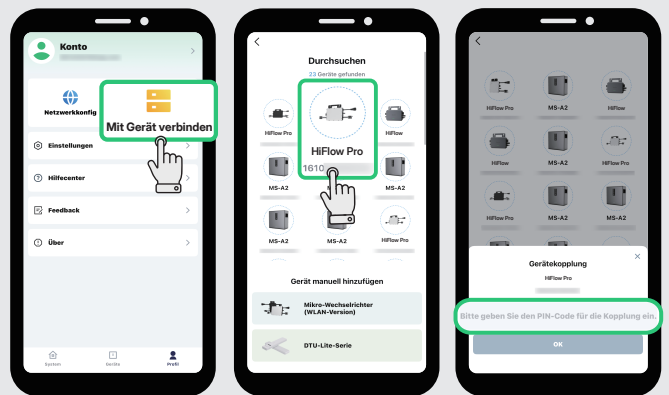 Konto
Netzwerkkonfig
Mit Gerät verbinden
Einstellungen
Hilfecenter
Feedback
Über
System
Geräte
Profil
Durchsuchen
23 Geräte gefunden
HiFlow Pro
HiFlow Pro
1610
HiFlow
MS-A2
MS-A2
MS-A2
MS-A2
HiFlow Pro
Gerät manuell hinzufügen
Mikro-Wechselrichter
(WLAN-Version)
DTU-Lite-Serie
HiFlow Pro
MS-A2
HiFlow
HiFlow
MS-A2
HiFlow Pro
HiFlow Pro
MS-A2
MS-A2
Gerätekopplung
HiFlow Pro
Bitte geben Sie den PIN-Code für die Kopplung ein.
OK